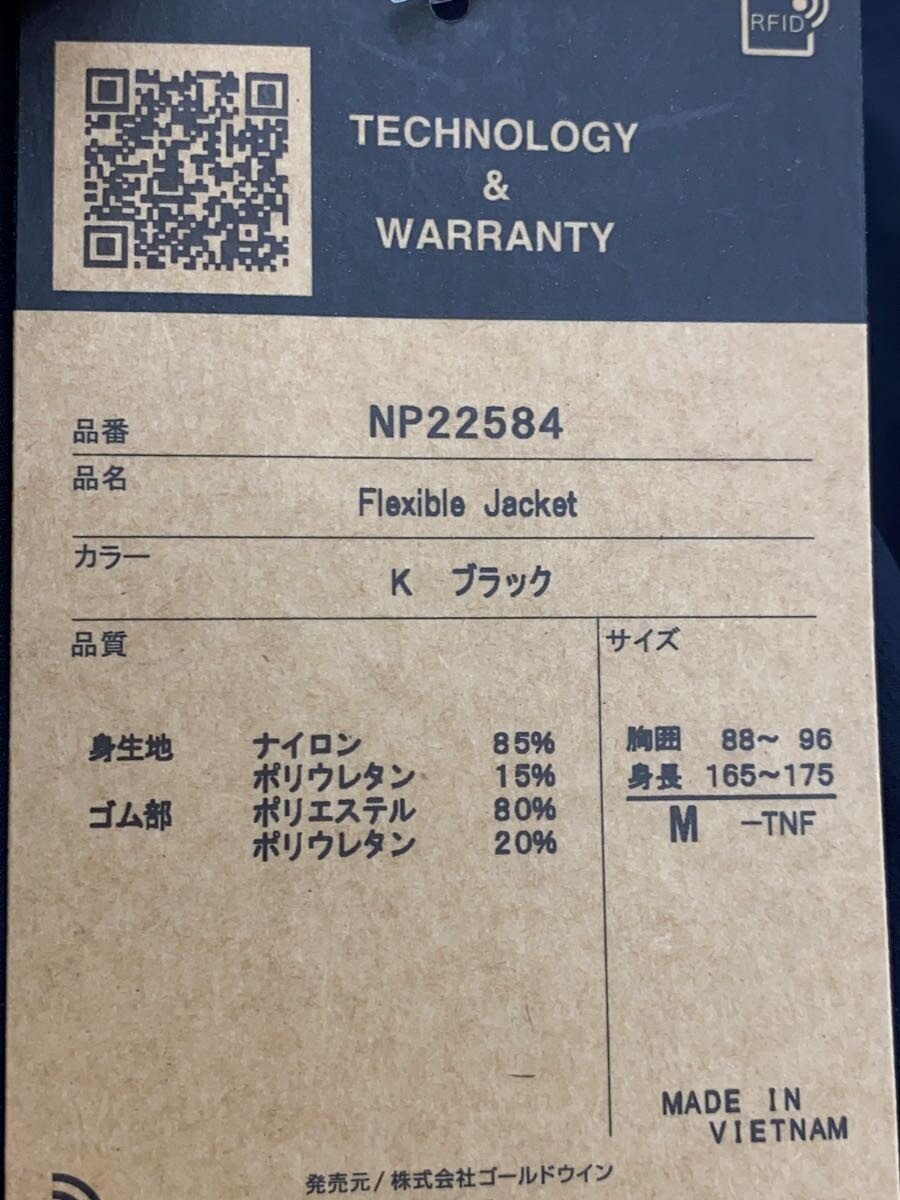 RFID
TECHNOLOGY
&
WARRANTY
品番 NP22584
品名 Flexible Jacket
カラー K ブラック
品質
身生地 ナイロン 85%
ポリウレタン 15%
ゴム部 ポリエステル 80%
ポリウレタン 20%
サイズ
胸囲 88～ 96
身長 165～175
M -TNF
MADE IN
VIETNAM
発売元/株式会社ゴールドウイン